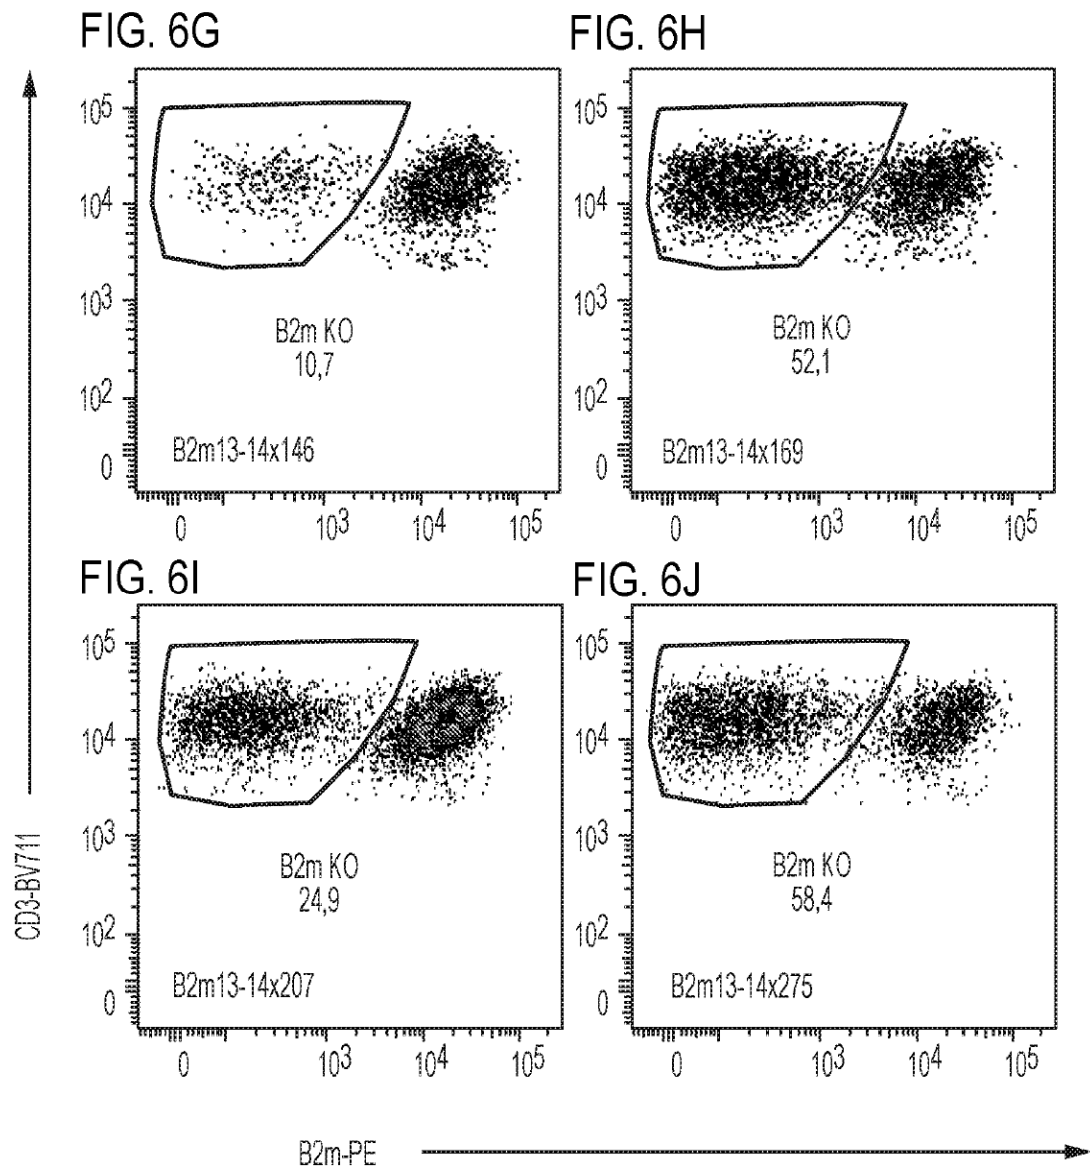 FIG. 6G
FIG. 6H
10^5
10^4
10^3
10^2
0
B2m KO
10,7
B2m13-14x146
0
10^3
10^4
10^5
10^5
10^4
10^3
10^2
0
B2m KO
52,1
B2m13-14x169
0
10^3
10^4
10^5
FIG. 6I
FIG. 6J
10^5
10^4
10^3
10^2
0
B2m KO
24,9
B2m13-14x207
0
10^3
10^4
10^5
10^5
10^4
10^3
10^2
0
B2m KO
58,4
B2m13-14x275
0
10^3
10^4
10^5
CD3-BV711
B2m-PE